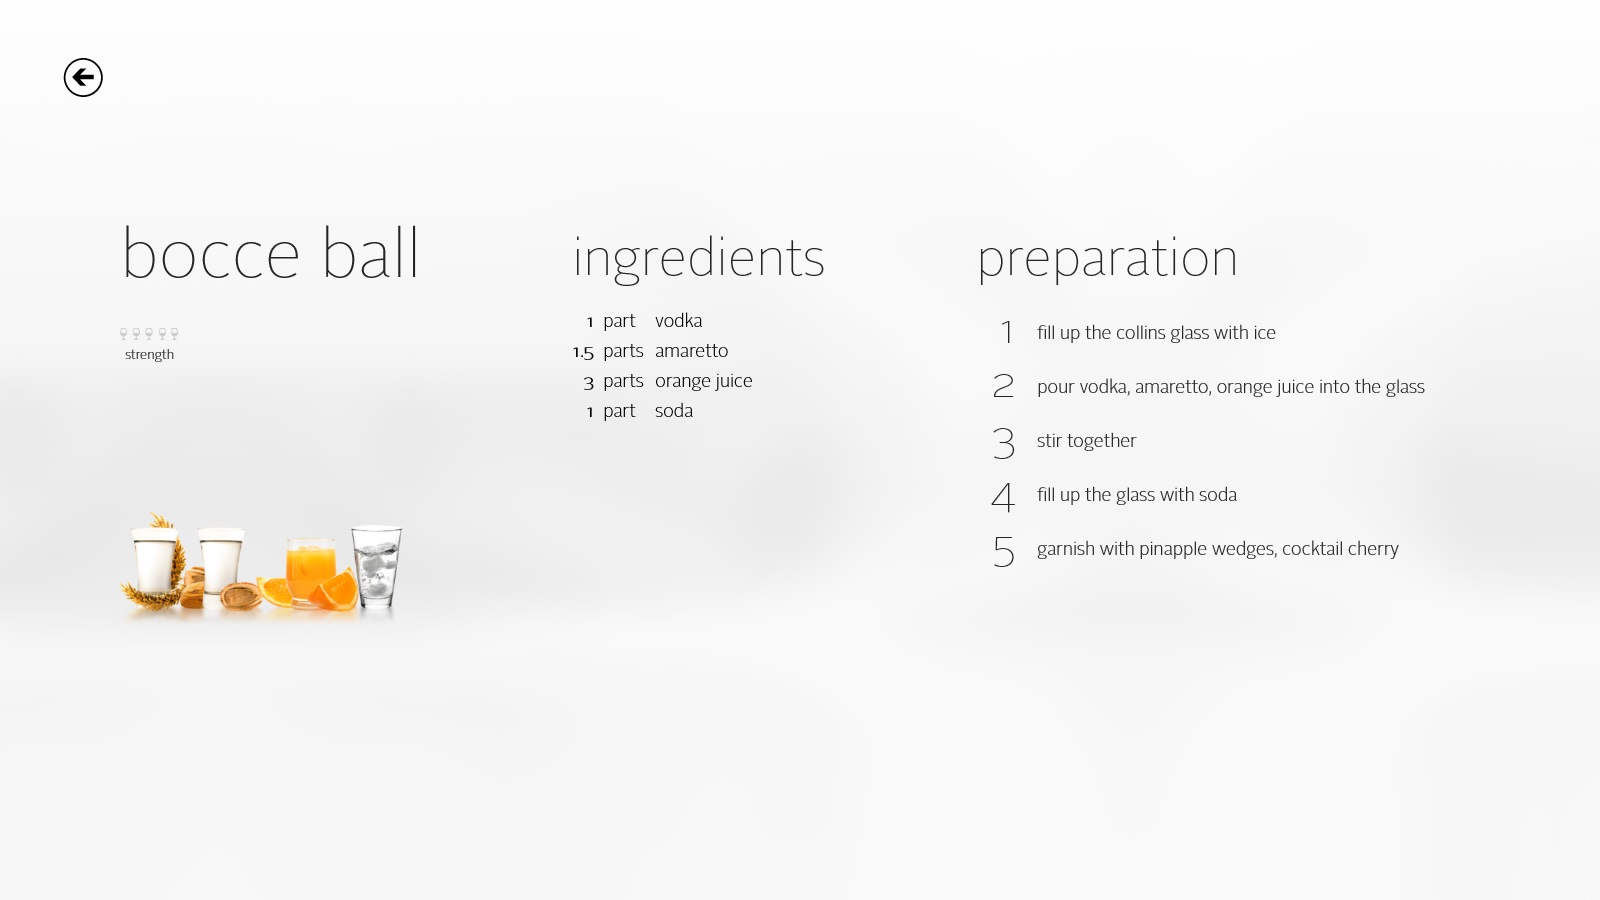 bocce ball
strength
ingredients
1 part vodka
1.5 parts amaretto
3 parts orange juice
1 part soda
preparation
1 fill up the collins glass with ice
2 pour vodka, amaretto, orange juice into the glass
3 stir together
4 fill up the glass with soda
5 garnish with pinapple wedges, cocktail cherry